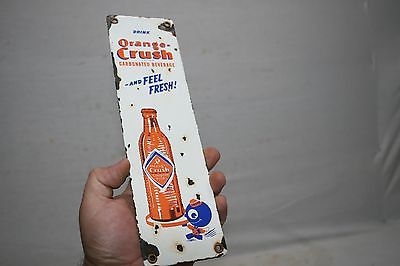 DRINK
Orange-
Crush
CARBONATED BEVERAGE
-AND FEEL
FRESH!
Crush